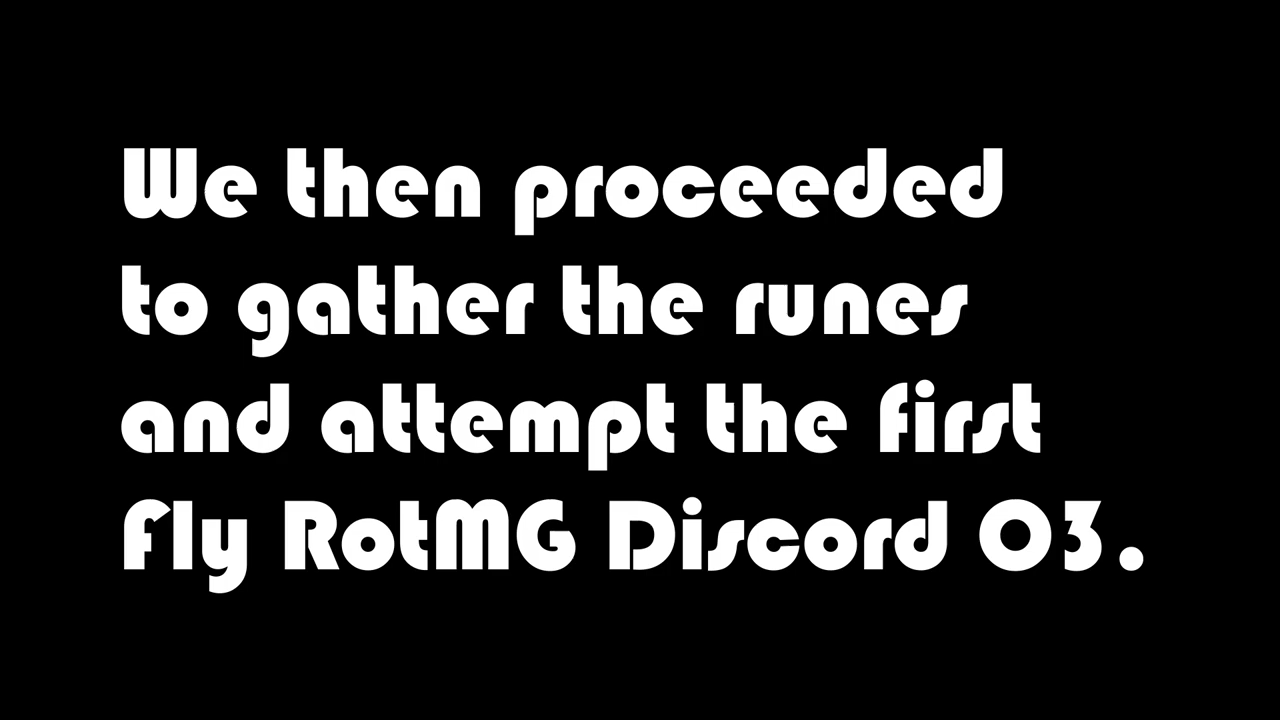 We then proceeded
to gather the runes
and attempt the first
Fly RotMG Discord O3.